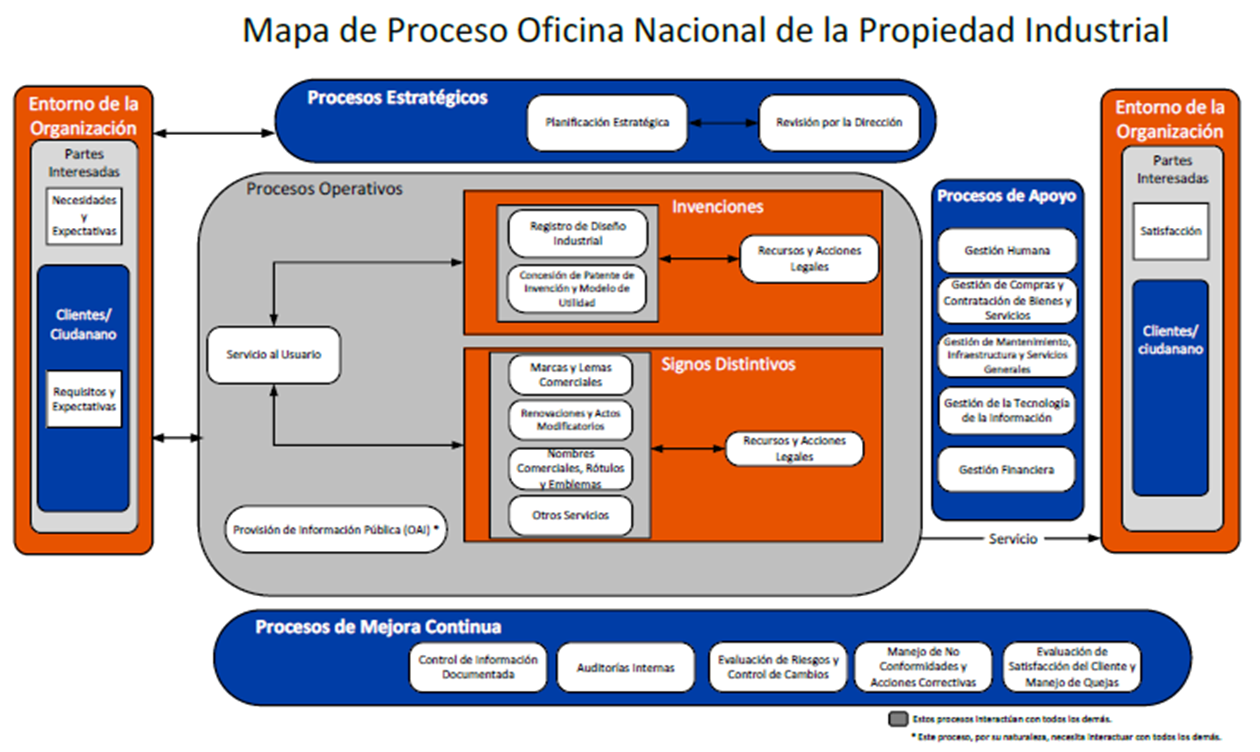 Mapa de Proceso Oficina Nacional de la Propiedad Industrial
Entorno de la
Organización
Partes
Interesadas
Necesidades
y
Expectativas
Clientes/
Ciudanano
Requisitos y
Expectativas
Procesos Estratégicos
Planificación Estratégica
Revisión por la Dirección
Procesos Operativos
Servicio al Usuario
Provisión de Información Pública (OAI) *
Invenciones
Registro de Diseño
Industrial
Concesión de Patente de
Invención y Modelo de
Utilidad
Recursos y Acciones
Legales
Signos Distintivos
Marcas y Lemas
Comerciales
Renovaciones y Actos
Modificatorios
Nombres
Comerciales, Rótulos
y Emblemas
Otros Servicios
Recursos y Acciones
Legales
Procesos de Apoyo
Gestión Humana
Gestión de Compras y
Contratación de Bienes y
Servicios
Gestión de Mantenimiento,
Infraestructura y Servicios
Generales
Gestión de la Tecnología
de la Información
Gestión Financiera
Servicio
Entorno de la
Organización
Partes
Interesadas
Satisfacción
Clientes/
ciudanano
Procesos de Mejora Continua
Control de Información
Documentada
Auditorías Internas
Evaluación de Riesgos y
Control de Cambios
Manejo de No
Conformidades y
Acciones Correctivas
Evaluación de
Satisfacción del Cliente y
Manejo de Quejas
Estos procesos interactúan con todos los demás.
* Este proceso, por su naturaleza, necesita interactuar con todos los demás.